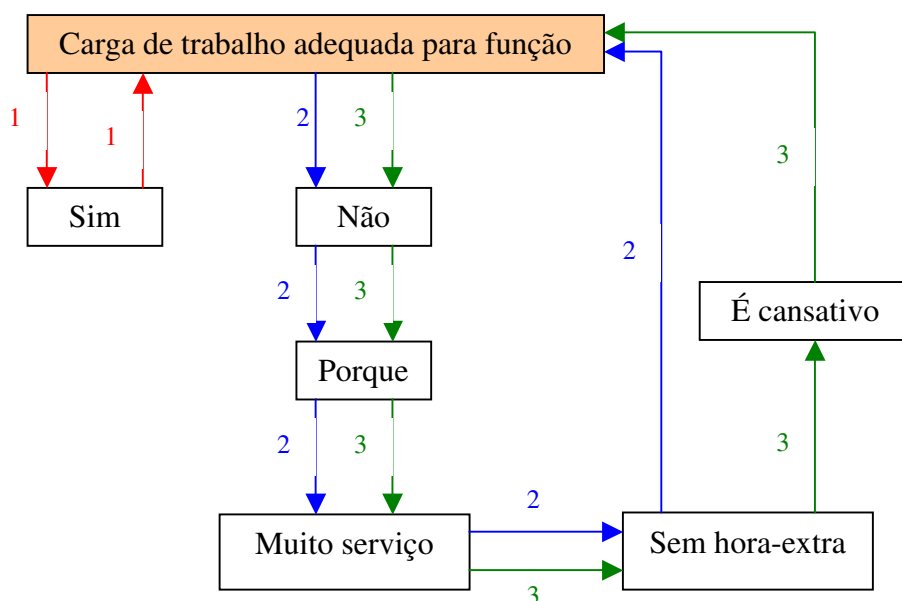 Carga de trabalho adequada para função
1
1
2
3
Sim
Não
2
3
2
3
É cansativo
Porque
2
3
3
2
Muito serviço
Sem hora-extra
3